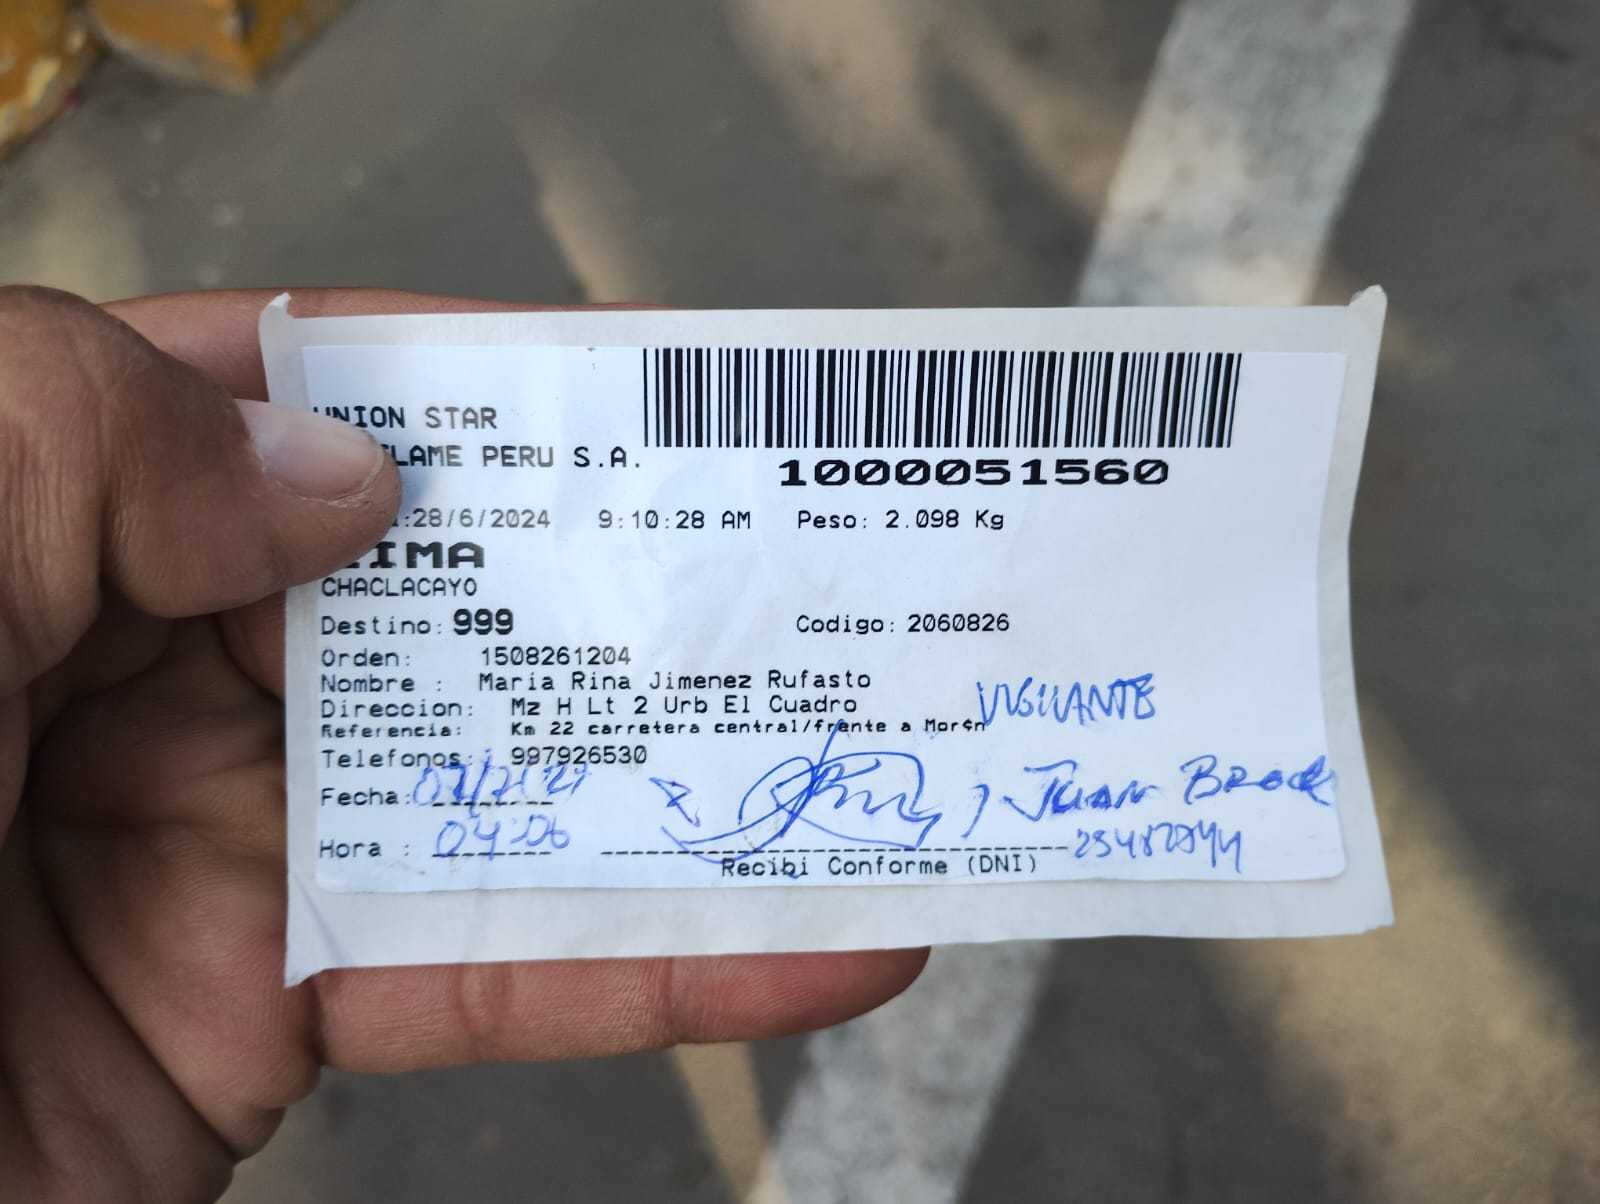 UNION STAR
LAME PERU S.A.
1000051560
:28/6/2024 9:10:28 AM Peso: 2.098 Kg
IMA
CHACLACAYO
Destino: 999 Codigo: 2060826
Orden: 1508261204
Nombre : Maria Rina Jimenez Rufasto
VIGILANTE
Direccion: Mz H Lt 2 Urb El Cuadro
Referencia: Km 22 carretera central/frente a Mor¢n
Telefonos: 997926530
Fecha:
Juan
Hora : 04:06
Recibi Conforme (DNI)